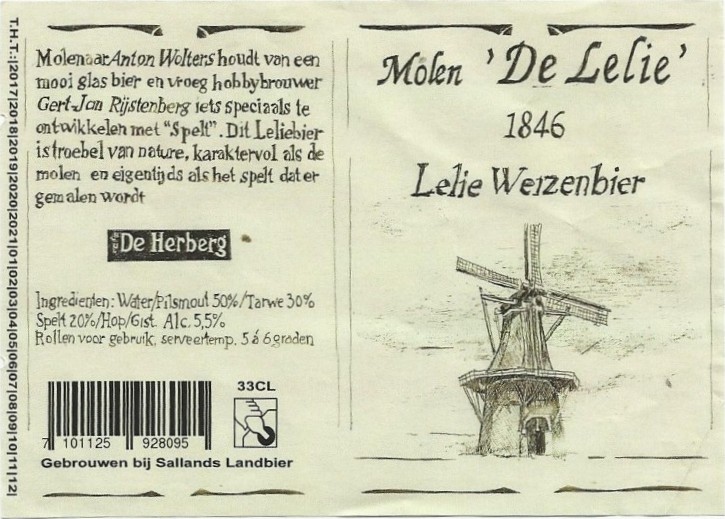 T.H.T.:|2017|2018|2019|2020|2021|01|02|03|04|05|06|07|08|09|10|11|12|
Molenaar Anton Wolters houdt van een
mooi glas bier en vroeg hobbybrouwer
Gert-Jan Rijstenberg iets speciaals te
ontwikkelen met "Spelt". Dit Leliebier
is troebel van nature, karaktervol als de
molen en eigentijds als het spelt dat er
gemalen wordt
De Herberg
Ingredienten: Water/Pilsmout 50%/Tarwe 30%
Spelt 20%/Hop/Gist. Alc. 5,5%
Rollen voor gebruik, serveertemp. 5 á 6 graden
33CL
7 101125 928095
Gebrouwen bij Sallands Landbier
Molen 'De Lelie'
1846
Lelie Weizenbier